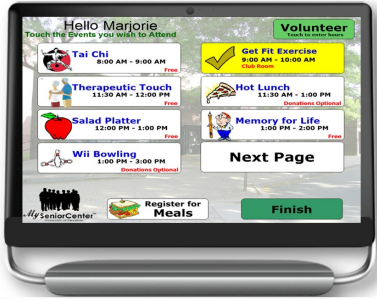 Hello Marjorie
Touch the Events you wish to Attend
Volunteer
Touch to enter hours
Tai Chi
8:00 AM - 9:00 AM
Free
Get Fit Exercise
9:00 AM - 10:00 AM
Club Room
Therapeutic Touch
11:30 AM - 12:00 PM
Free
Hot Lunch
11:30 AM - 1:00 PM
Donations Optional
Salad Platter
12:00 PM - 1:00 PM
Free
Memory for Life
1:00 PM - 2:00 PM
Free
Wii Bowling
1:00 PM - 3:00 PM
Donations Optional
Next Page
MySeniorCenter
Register for
Meals
Finish